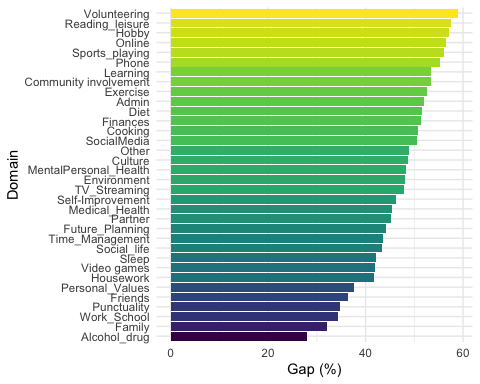 Volunteering
Reading_leisure
Hobby
Online
Sports_playing
Phone
Learning
Community involvement
Exercise
Admin
Diet
Finances
Cooking
SocialMedia
Other
Culture
MentalPersonal_Health
Environment
TV_Streaming
Self-Improvement
Medical_Health
Partner
Future_Planning
Time_Management
Social_life
Sleep
Video games
Housework
Personal_Values
Friends
Punctuality
Work_School
Family
Alcohol_drug
Domain
0 20 40 60
Gap (%)